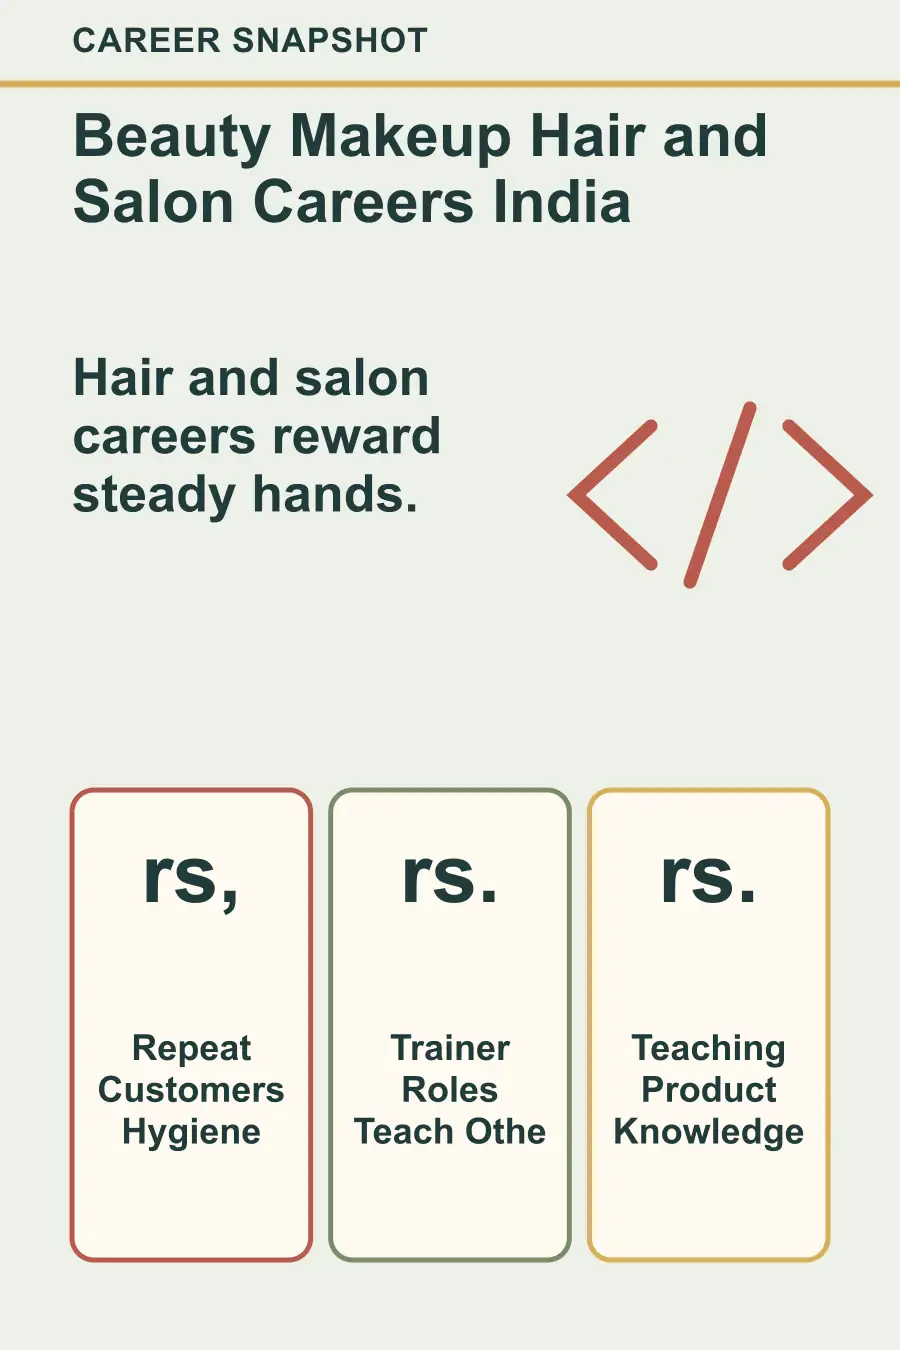 CAREER SNAPSHOT
Beauty Makeup Hair and
Salon Careers India
Hair and salon
careers reward
steady hands.
</>
rs,
Repeat
Customers
Hygiene
rs.
Trainer
Roles
Teach Othe
rs.
Teaching
Product
Knowledge